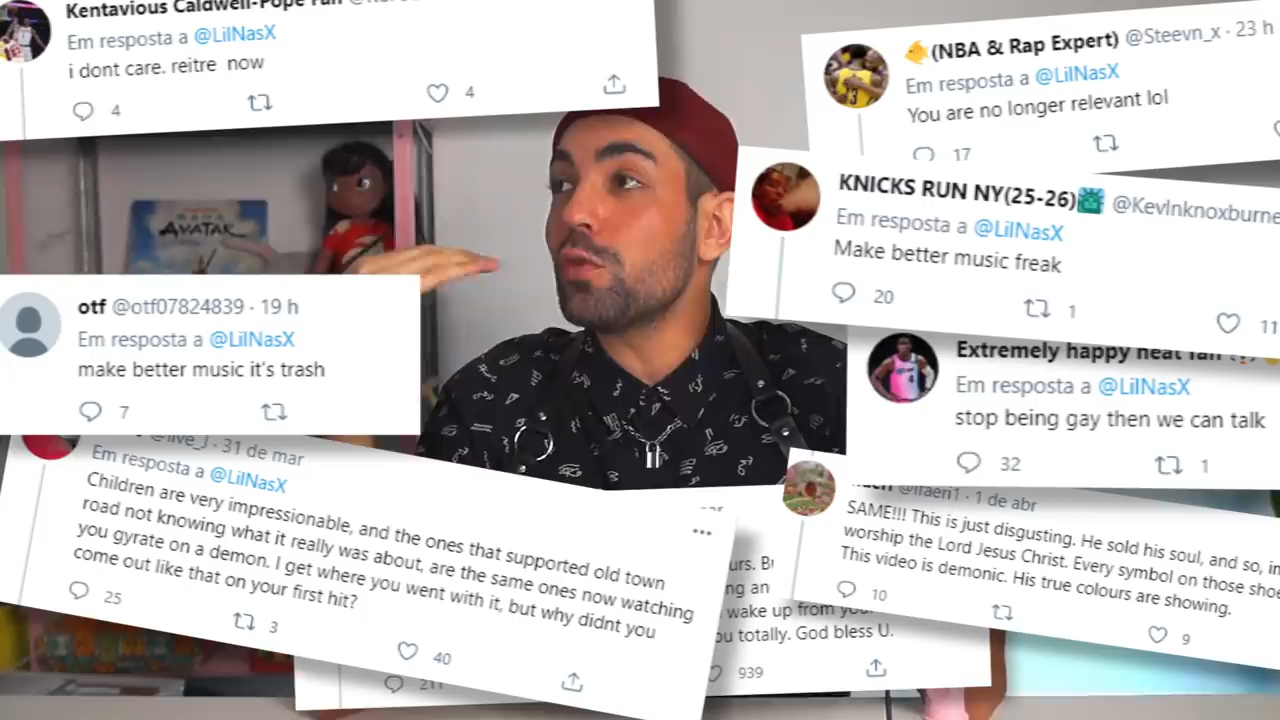 Kentavious Caldwell-Pope Fan
Em resposta a @LilNasX
i dont care. reitre now
4
4
(NBA & Rap Expert) @Steevn_x · 23 h
Em resposta a @LilNasX
You are no longer relevant lol
17
KNICKS RUN NY(25-26) @Kevlnknoxburne
Em resposta a @LilNasX
Make better music freak
20
1
11
AVATAR
otf @otf07824839 · 19 h
Em resposta a @LilNasX
make better music it's trash
7
Extremely happy heat fan
Em resposta a @LilNasX
stop being gay then we can talk
32
1
@live_J · 31 de mar
Em resposta a @LilNasX
Children are very impressionable, and the ones that supported old town
road not knowing what it really was about, are the same ones now watching
you gyrate on a demon. I get where you went with it, but why didnt you
come out like that on your first hit?
25
3
40
@iraeri1 · 1 de abr
SAME!!! This is just disgusting. He sold his soul, and so, in
worship the Lord Jesus Christ. Every symbol on those shoe
This video is demonic. His true colours are showing.
10
9
urs. Bu
ng an
wake up from you
ou totally. God bless U.
211
939